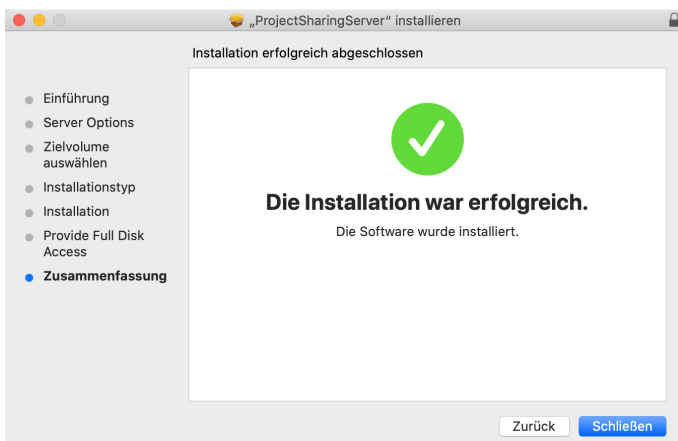 „ProjectSharingServer“ installieren
Installation erfolgreich abgeschlossen
Einführung
Server Options
Zielvolume
auswählen
Installationstyp
Installation
Provide Full Disk
Access
Zusammenfassung
Die Installation war erfolgreich.
Die Software wurde installiert.
Zurück
Schließen